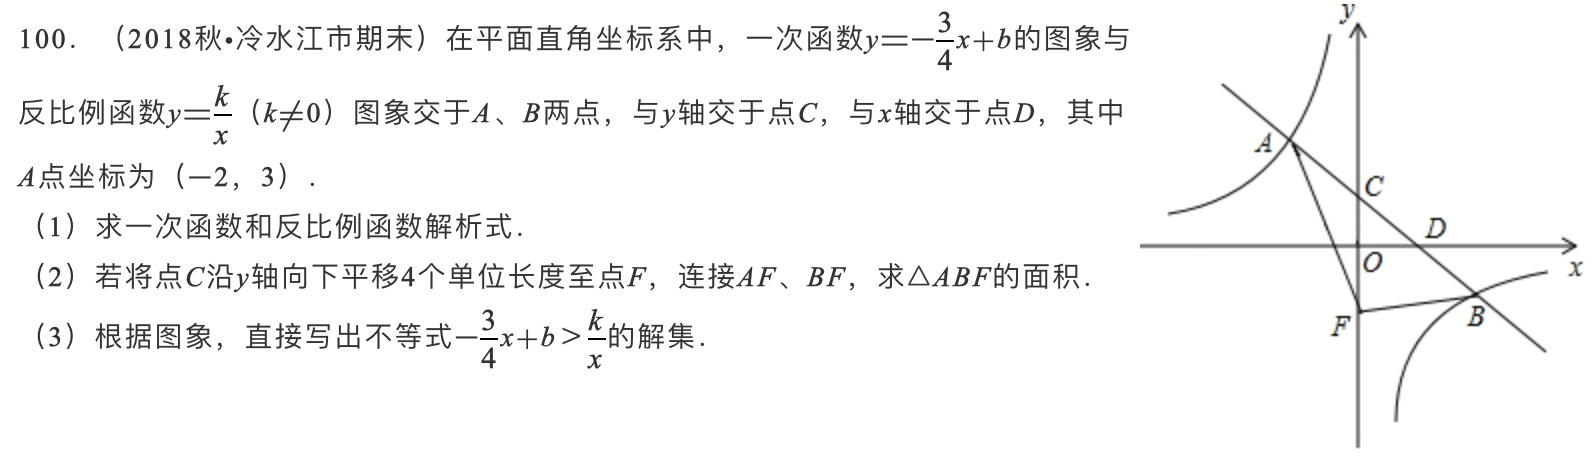 100. （2018秋•冷水江市期末）在平面直角坐标系中，一次函数y=-3/4x+b的图象与
反比例函数y=k/x（k≠0）图象交于A、B两点，与y轴交于点C，与x轴交于点D，其中
A点坐标为（-2，3）.
（1）求一次函数和反比例函数解析式.
（2）若将点C沿y轴向下平移4个单位长度至点F，连接AF、BF，求△ABF的面积.
（3）根据图象，直接写出不等式-3/4x+b>k/x的解集.
y
A
C
D
O
x
F
B